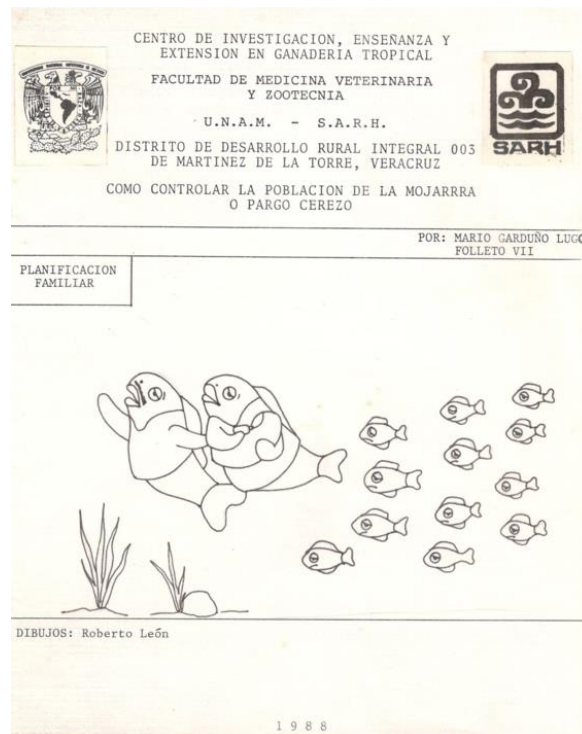 CENTRO DE INVESTIGACION, ENSEÑANZA Y
EXTENSION EN GANADERIA TROPICAL
FACULTAD DE MEDICINA VETERINARIA
Y ZOOTECNIA
U.N.A.M. - S.A.R.H.
SARH
DISTRITO DE DESARROLLO RURAL INTEGRAL 003
DE MARTINEZ DE LA TORRE, VERACRUZ
COMO CONTROLAR LA POBLACION DE LA MOJARRRA
O PARGO CEREZO
POR: MARIO GARDUÑO LUGO
FOLLETO VII
PLANIFICACION
FAMILIAR
DIBUJOS: Roberto León
1988